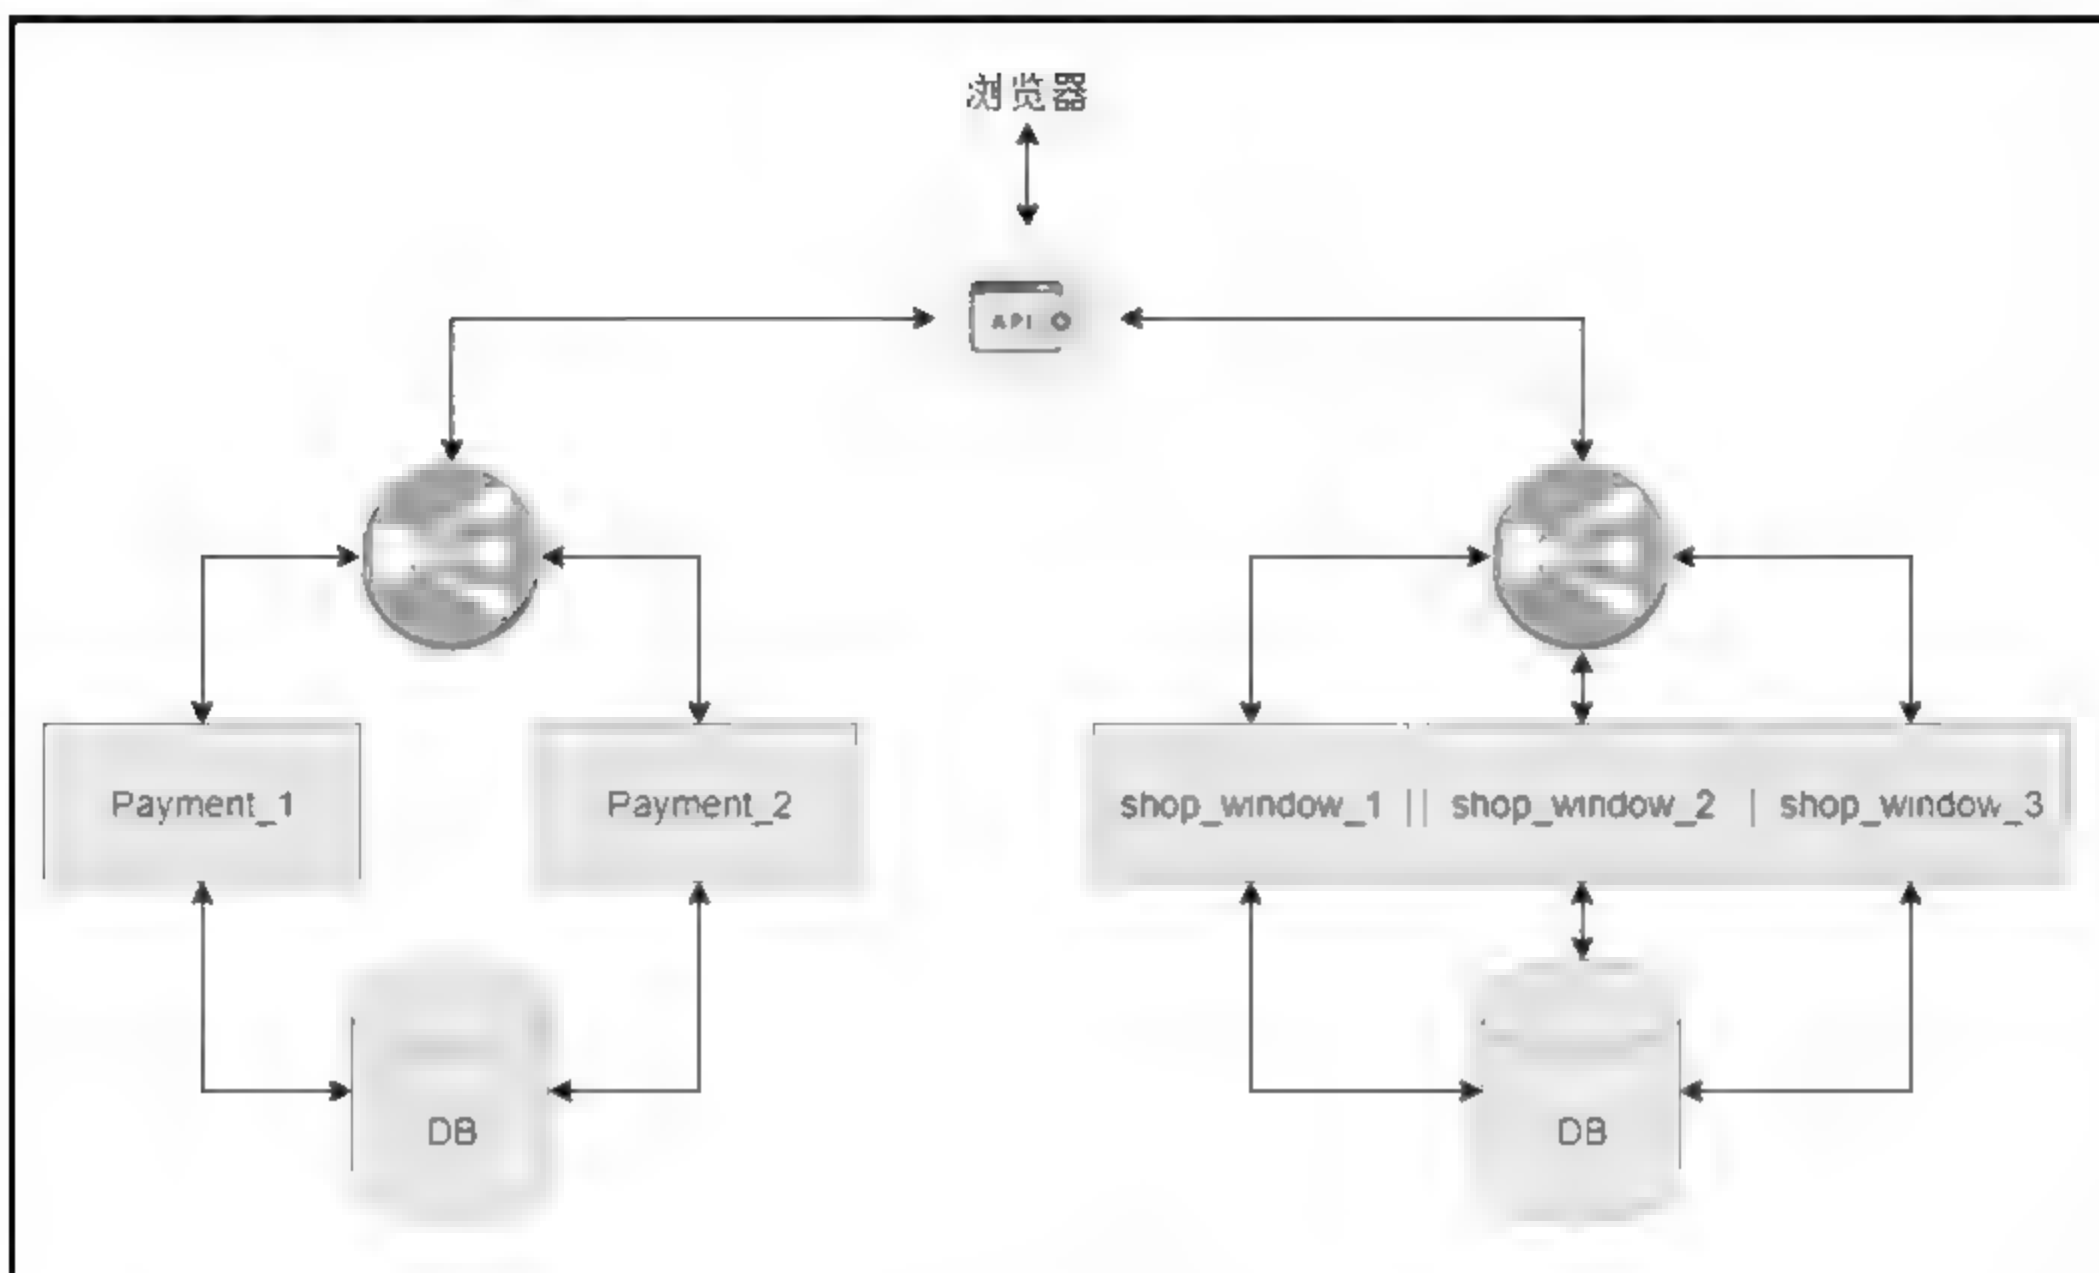 浏览器
API
Payment_1
Payment_2
shop_window_1
shop_window_2
shop_window_3
DB
DB